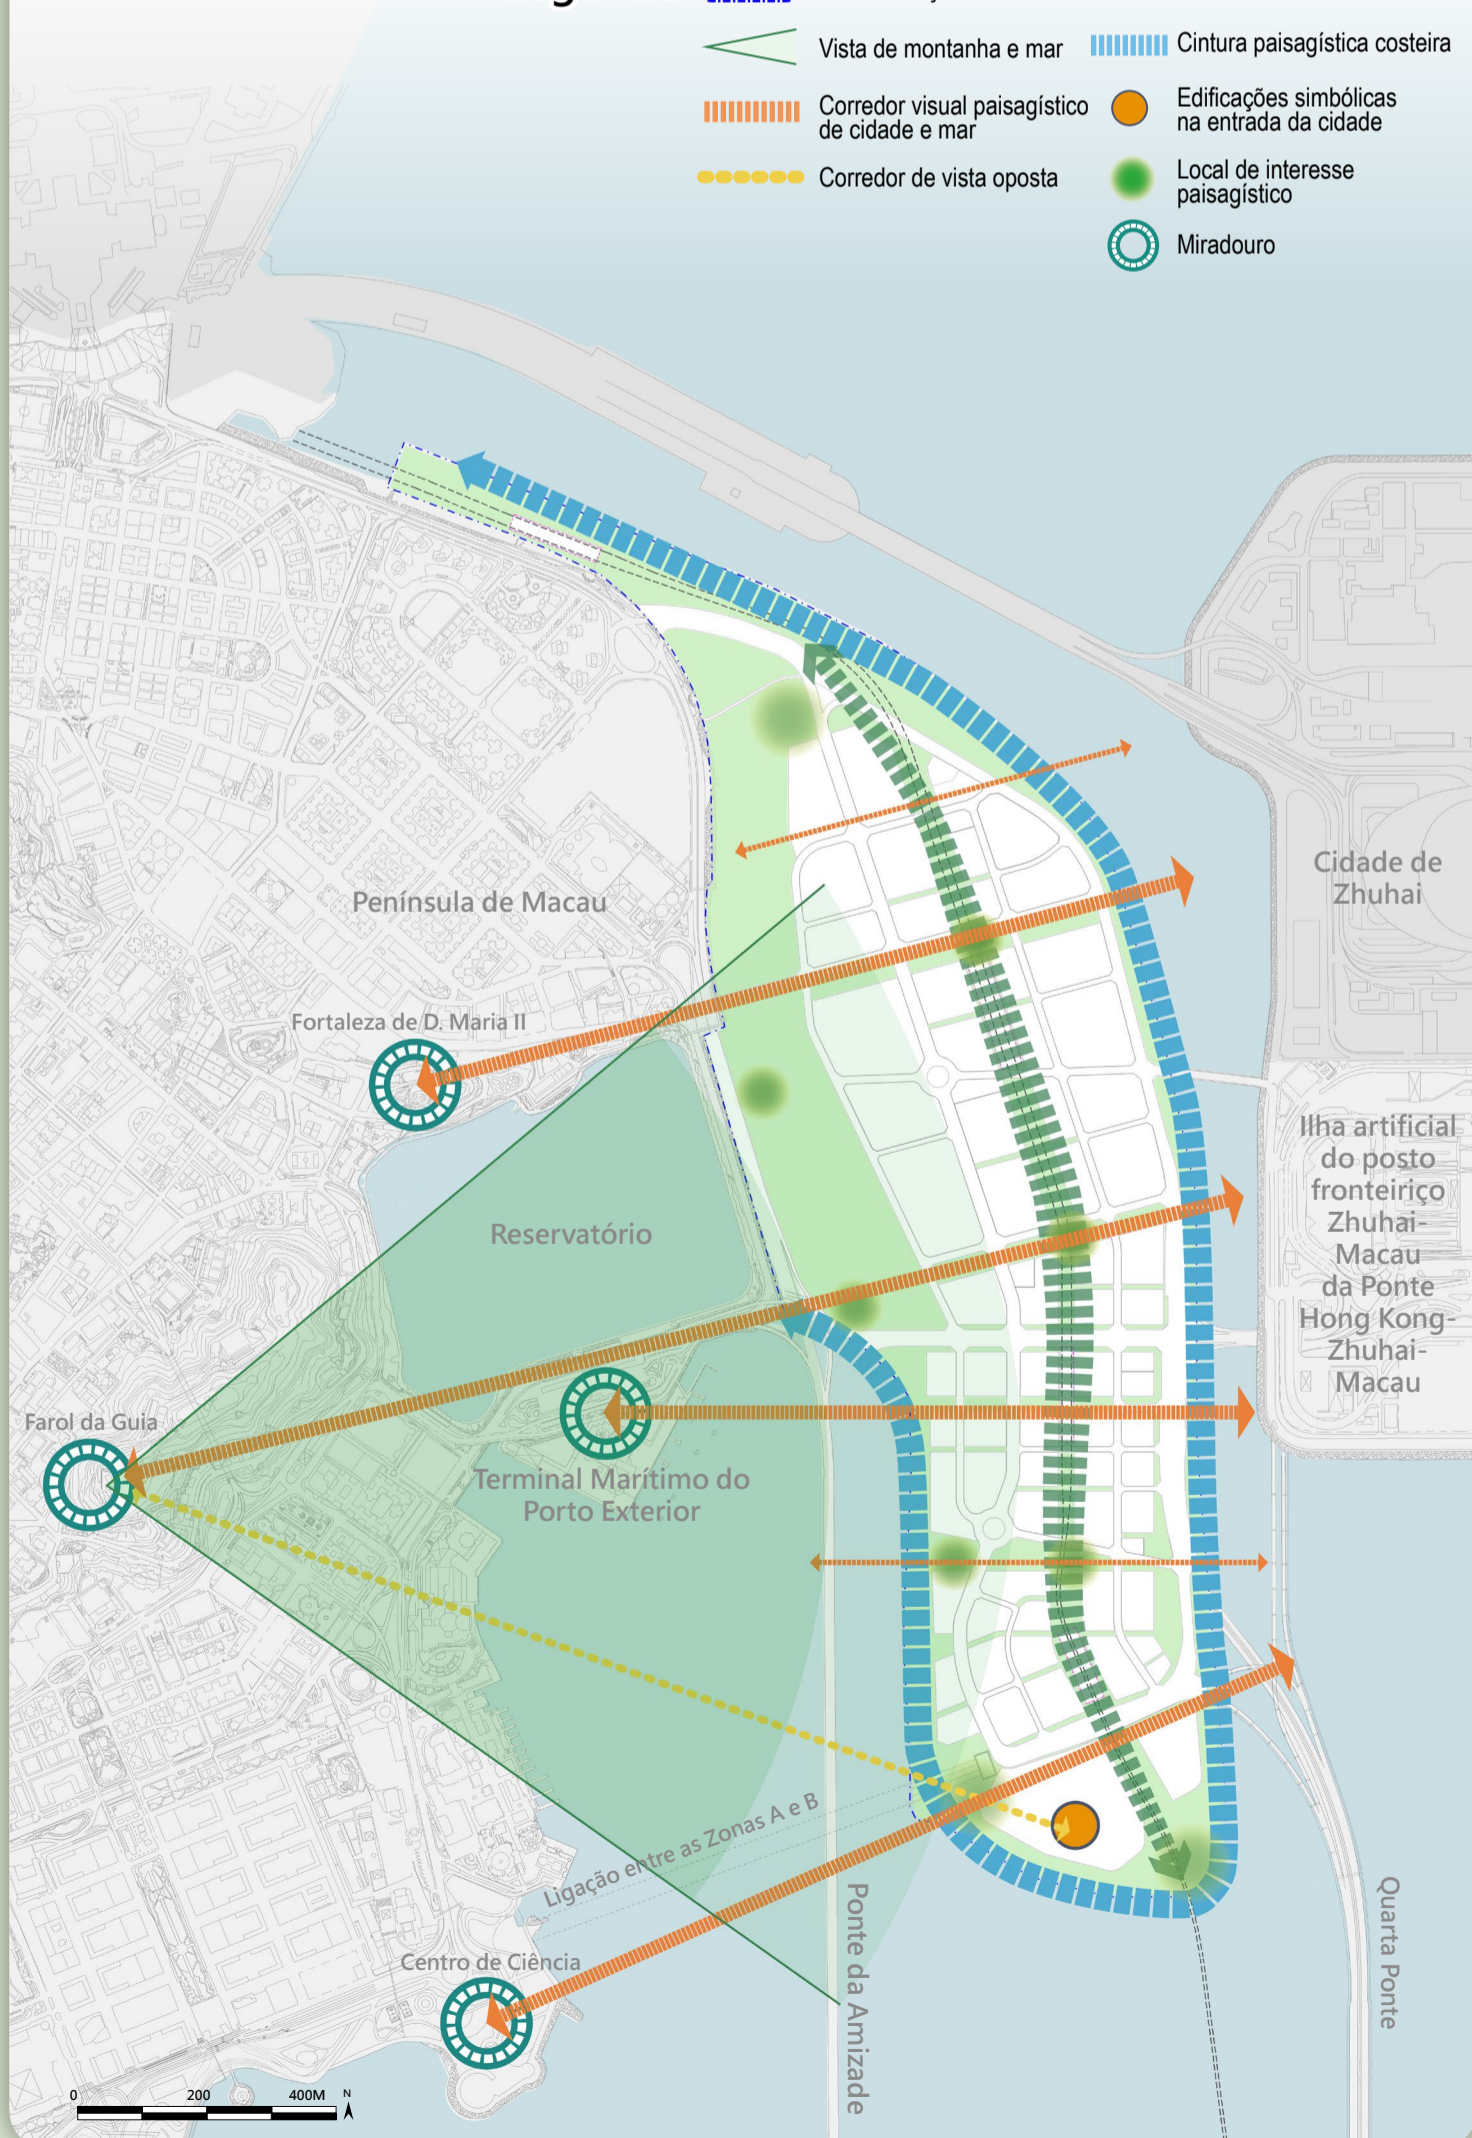 Vista de montanha e mar
Cintura paisagística costeira
Corredor visual paisagístico
de cidade e mar
Edificações simbólicas
na entrada da cidade
Corredor de vista oposta
Local de interesse
paisagístico
Miradouro
Cidade de
Zhuhai
Península de Macau
Fortaleza de D. Maria II
Ilha artificial
do posto
fronteiriço
Zhuhai-
Macau
da Ponte
Hong Kong-
Zhuhai-
Macau
Reservatório
Farol da Guia
Terminal Marítimo do
Porto Exterior
Ligação entre as Zonas A e B
Ponte da Amizade
Quarta Ponte
Centro de Ciência
0 200 400M N